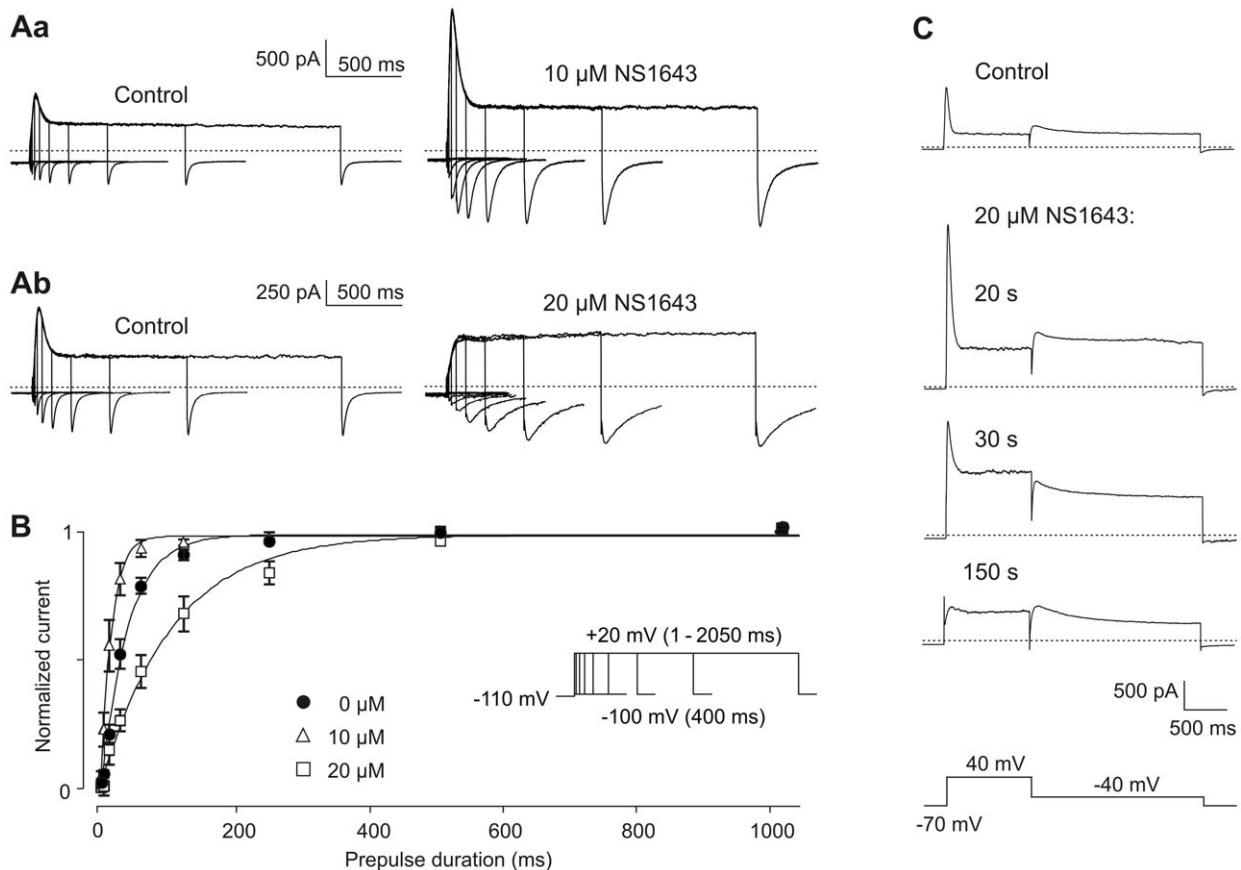 Aa
500 pA
500 ms
Control
10 µM NS1643
Ab
250 pA
500 ms
Control
20 µM NS1643
B
Normalized current
1
0
0 µM
10 µM
20 µM
+20 mV (1 - 2050 ms)
-110 mV
-100 mV (400 ms)
0
200
400
600
800
1000
Prepulse duration (ms)
C
Control
20 µM NS1643:
20 s
30 s
150 s
500 pA
500 ms
40 mV
-40 mV
-70 mV